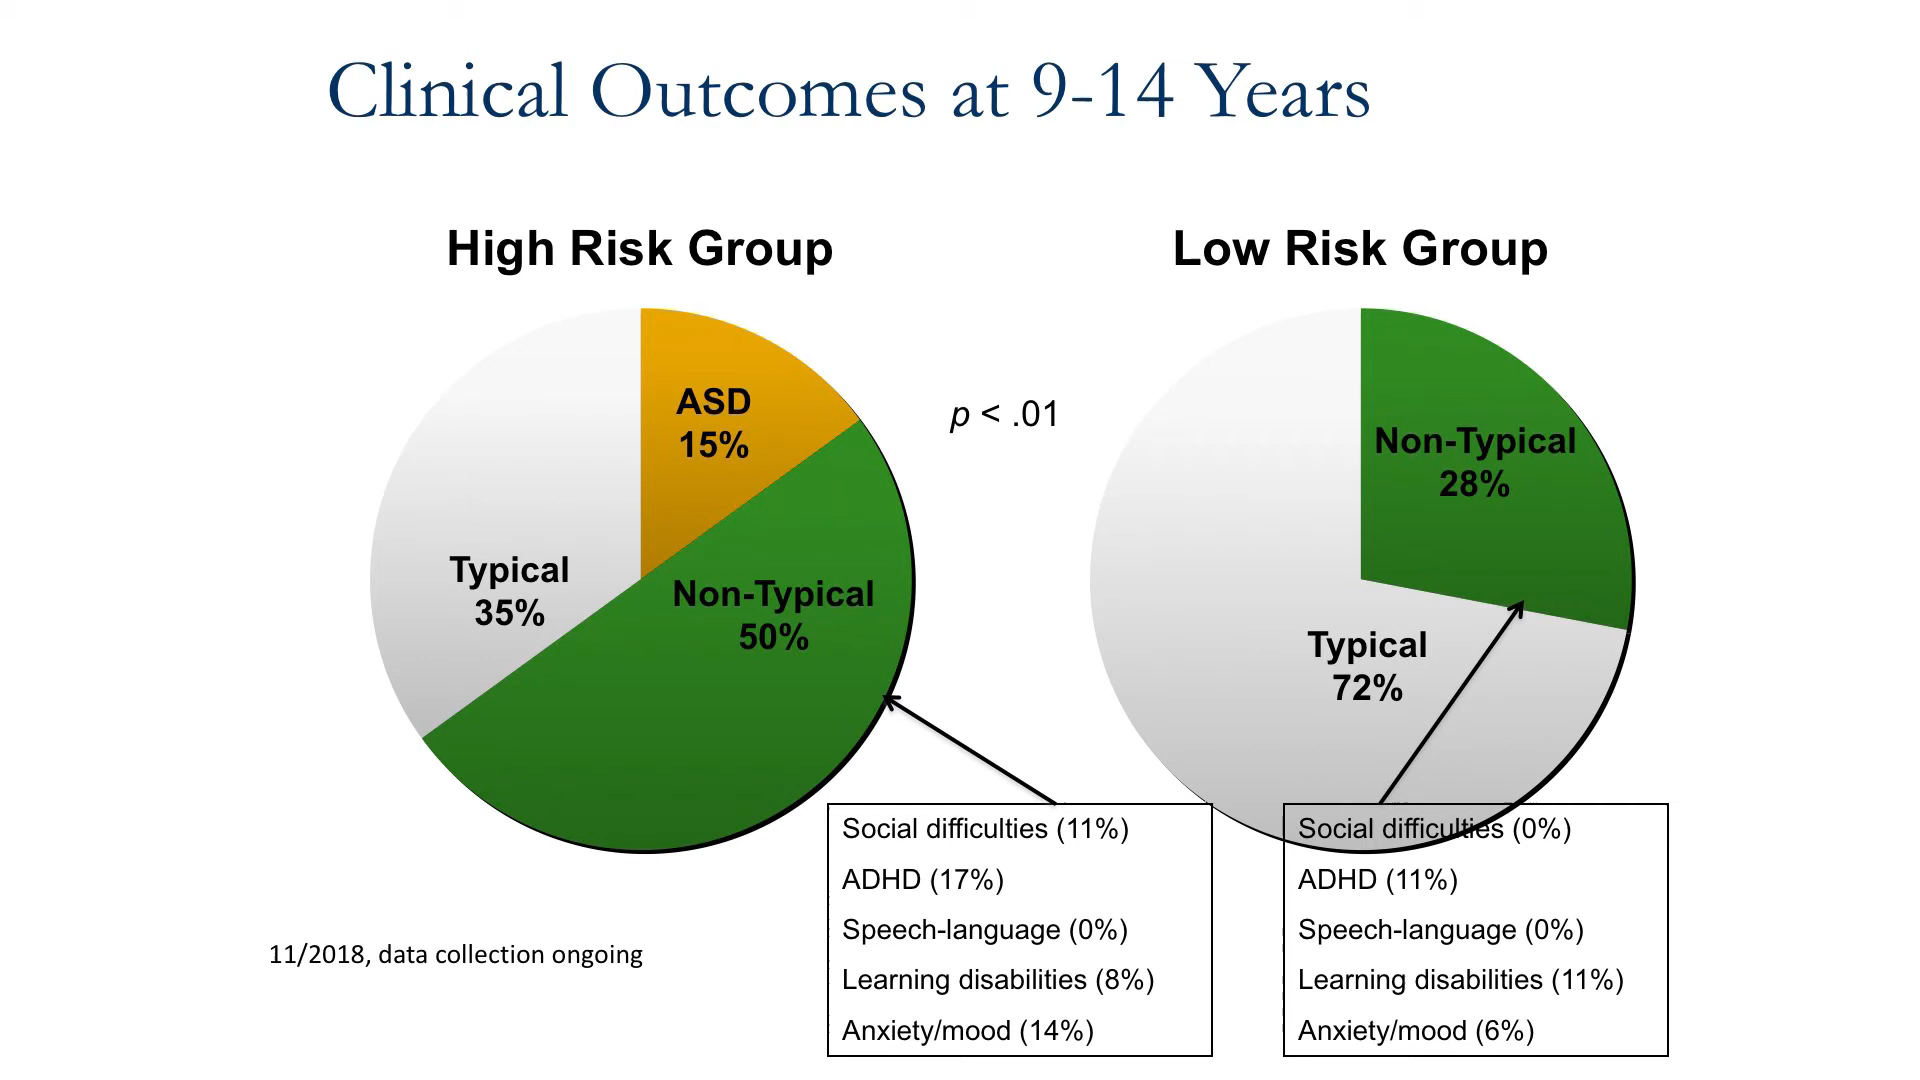 Clinical Outcomes at 9-14 Years
High Risk Group
ASD
15%
Typical
35%
Non-Typical
50%
p < .01
Low Risk Group
Non-Typical
28%
Typical
72%
Social difficulties (11%)
ADHD (17%)
Speech-language (0%)
Learning disabilities (8%)
Anxiety/mood (14%)
Social difficulties (0%)
ADHD (11%)
Speech-language (0%)
Learning disabilities (11%)
Anxiety/mood (6%)
11/2018, data collection ongoing